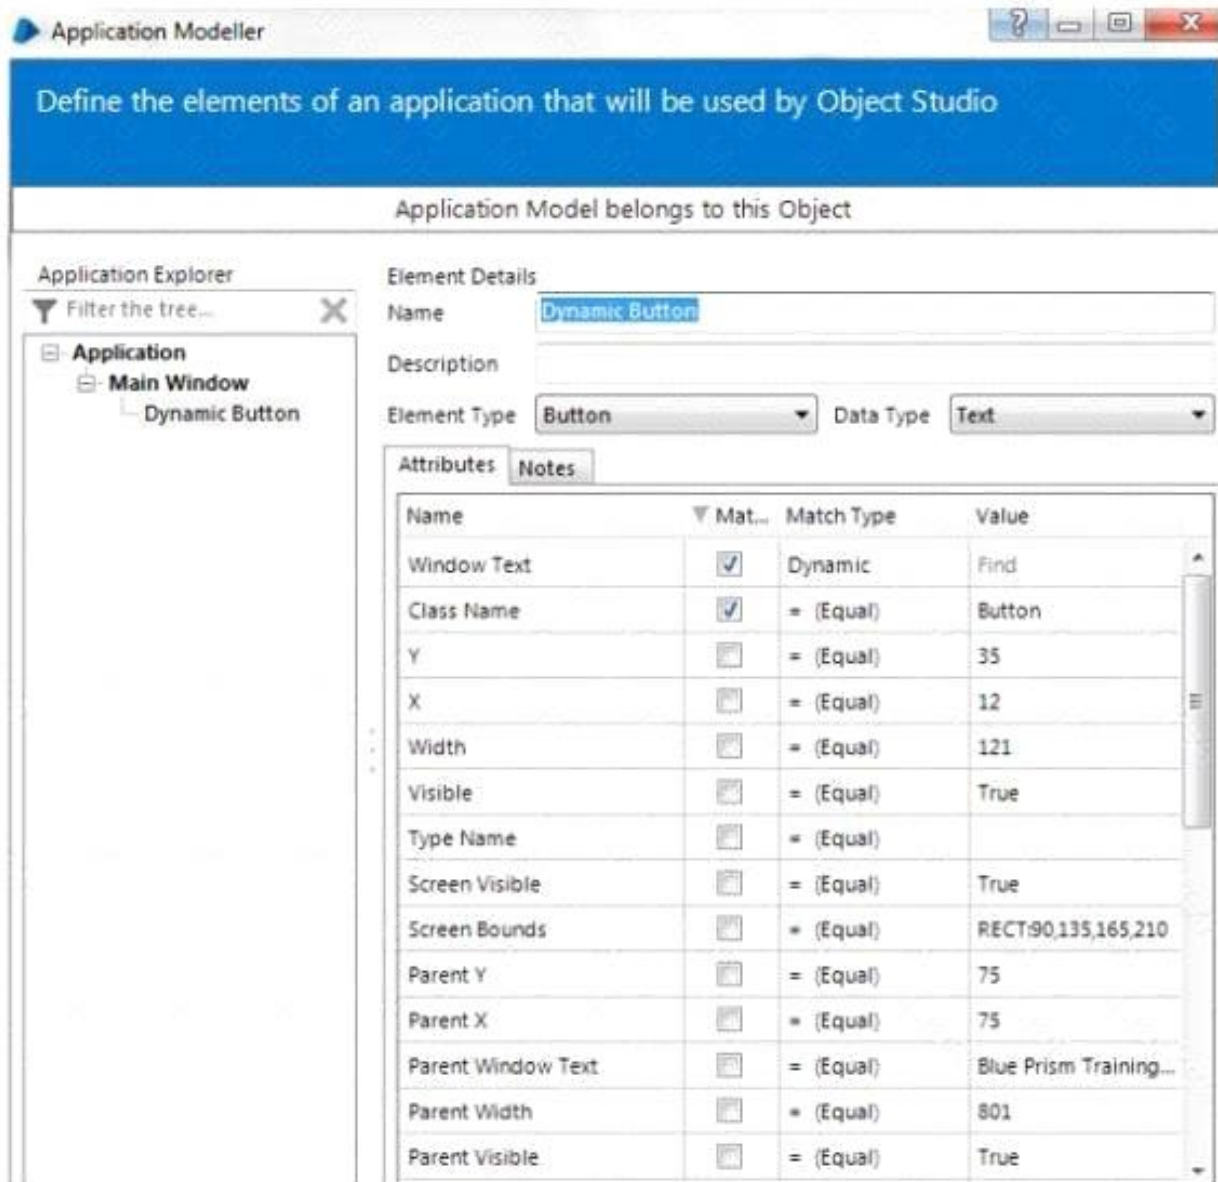 Application Modeller
Define the elements of an application that will be used by Object Studio
Application Model belongs to this Object
Application Explorer
Filter the tree...
Application
Main Window
Dynamic Button
Element Details
Name Dynamic Button
Description
Element Type Button Data Type Text
Attributes Notes
Name Mat... Match Type Value
Window Text Dynamic Find
Class Name = (Equal) Button
Y = (Equal) 35
X = (Equal) 12
Width = (Equal) 121
Visible = (Equal) True
Type Name = (Equal)
Screen Visible = (Equal) True
Screen Bounds = (Equal) RECT:90,135,165,210
Parent Y = (Equal) 75
Parent X = (Equal) 75
Parent Window Text = (Equal) Blue Prism Training...
Parent Width = (Equal) 801
Parent Visible = (Equal) True